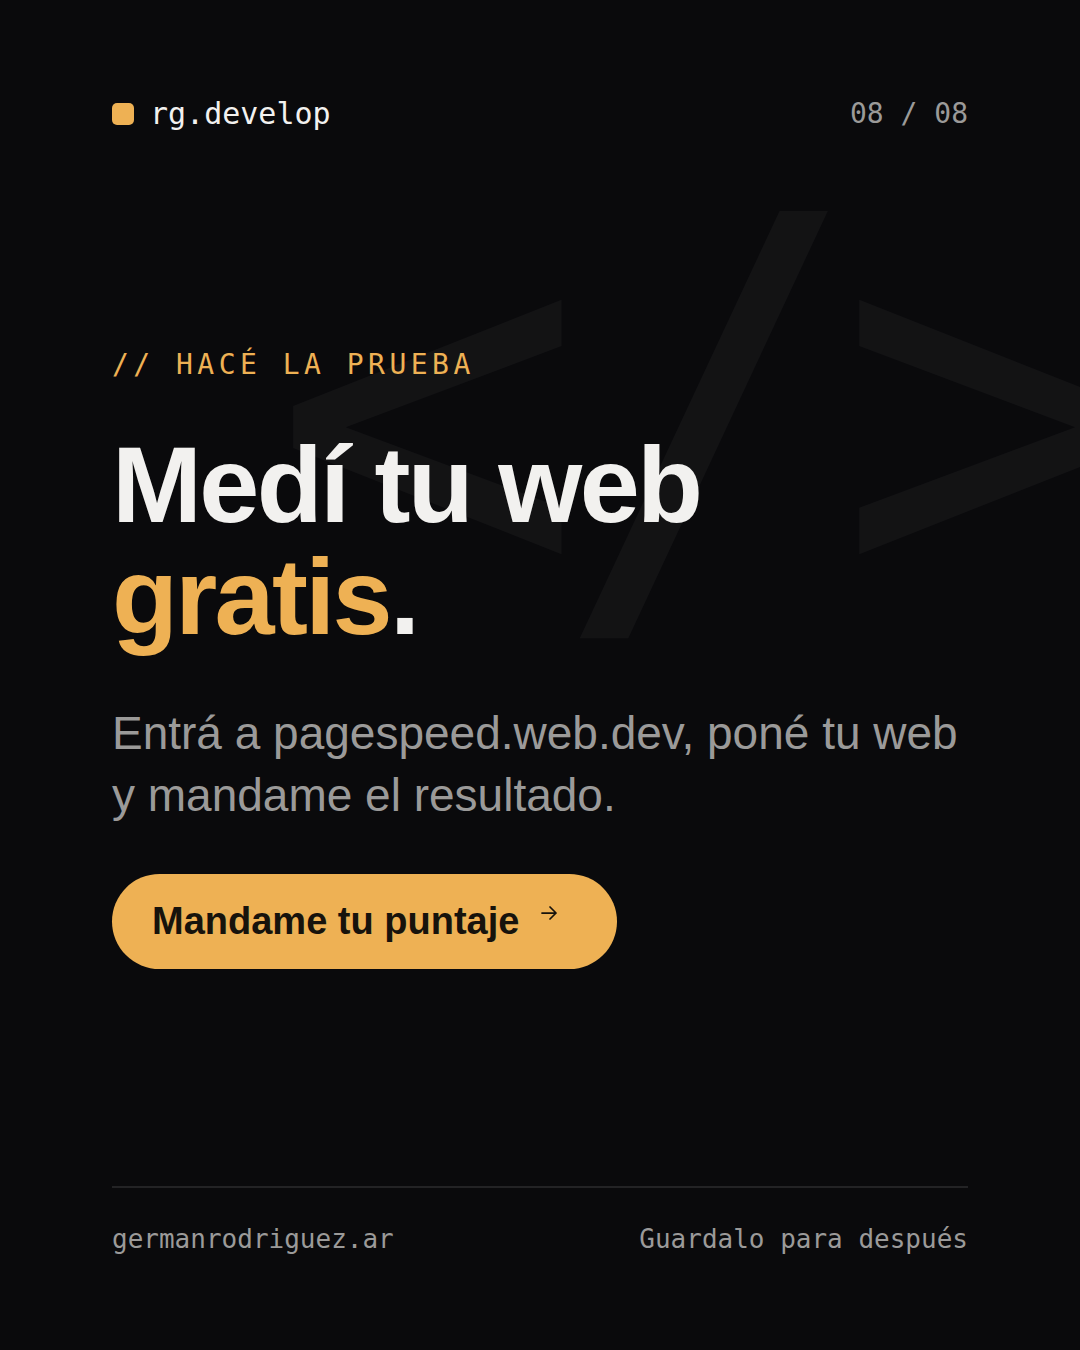 rg.develop
08 / 08
</>
// HACÉ LA PRUEBA
Medí tu web
gratis.
Entrá a pagespeed.web.dev, poné tu web
y mandame el resultado.
Mandame tu puntaje →
germanrodriguez.ar
Guardalo para después